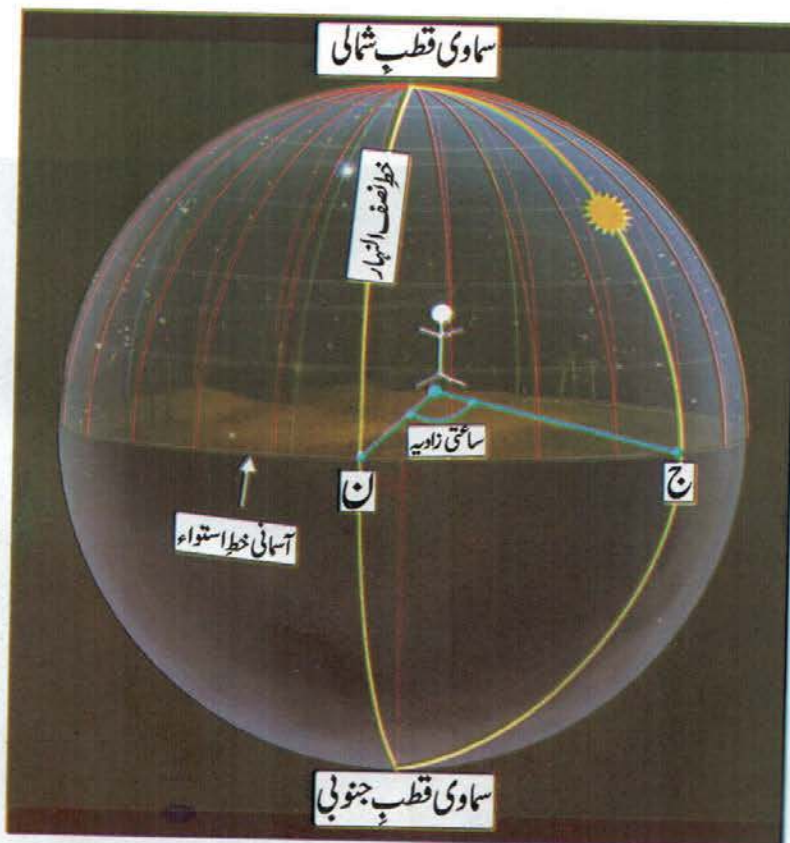 سماوی قطبِ شمالی
خطِ نصف النہار
ساعتی زاویہ
ن
ج
آسمانی خطِ استواء
سماوی قطبِ جنوبی